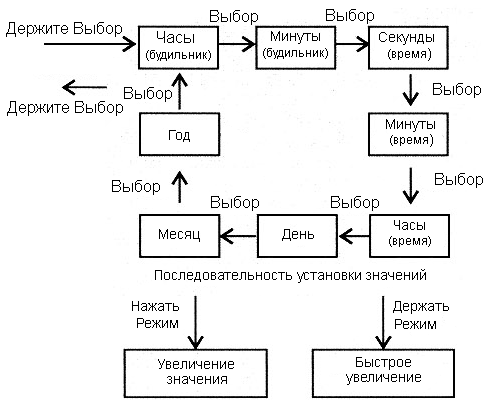 Держите Выбор
Выбор
Выбор
Часы
(будильник)
Минуты
(будильник)
Секунды
(время)
Держите Выбор
Выбор
Выбор
Год
Минуты
(время)
Выбор
Выбор
Выбор
Выбор
Месяц
День
Часы
(время)
Последовательность установки значений
Нажать
Режим
Держать
Режим
Увеличение
значения
Быстрое
увеличение